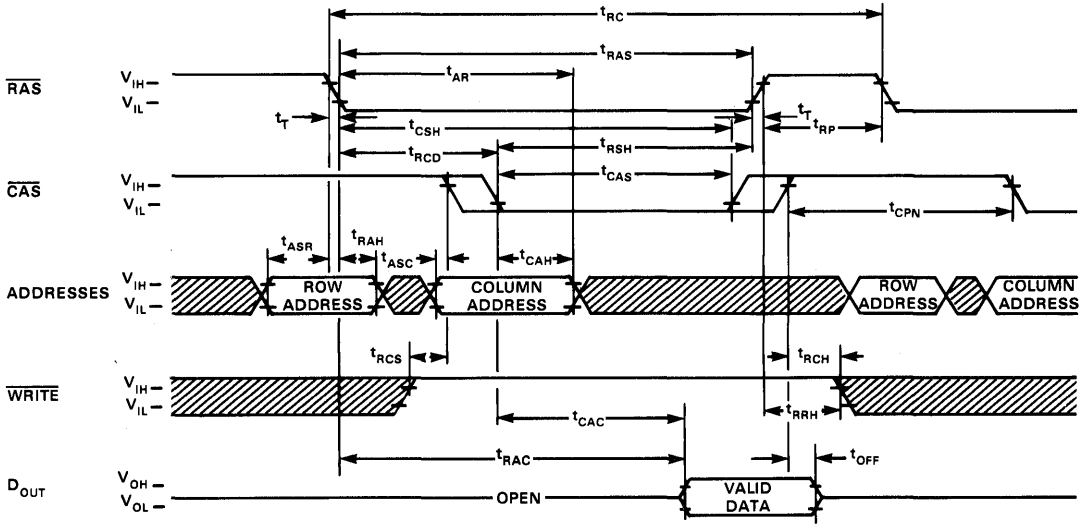 tRC
tRAS
tAR
RAS
VIH
VIL
tT
tT
tRP
tCSH
tRSH
tRCD
CAS
VIH
VIL
tCAS
tCPN
tASR
tRAH
tASC
tCAH
ADDRESSES
VIH
VIL
ROW
ADDRESS
COLUMN
ADDRESS
ROW
ADDRESS
COLUMN
ADDRESS
tRCS
tRCH
WRITE
VIH
VIL
tRRH
tCAC
tRAC
tOFF
DOUT
VOH
VOL
OPEN
VALID
DATA